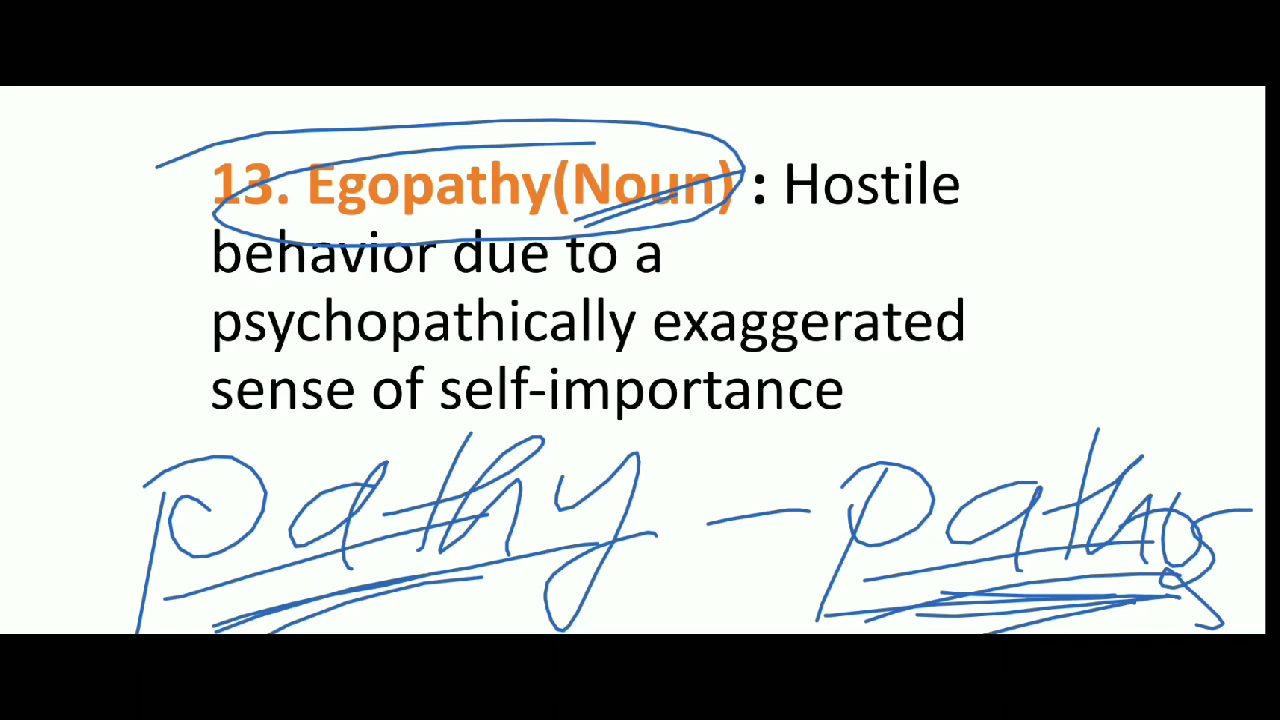 13. Egopathy(Noun) : Hostile
behavior due to a
psychopathically exaggerated
sense of self-importance
pathy - pathos